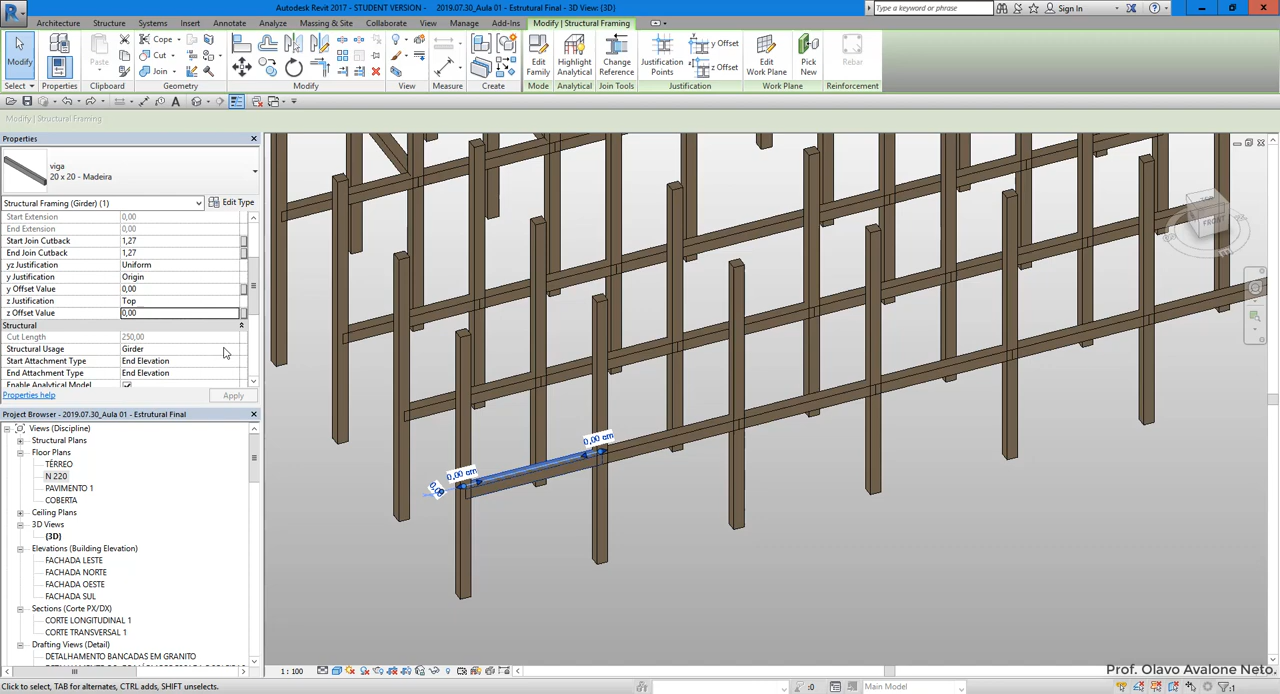 Autodesk Revit 2017 - STUDENT VERSION - 2019.07.30_Aula 01 - Estrutural Final - 3D View: {3D}
Type a keyword or phrase
Sign In
Architecture Structure Systems Insert Annotate Analyze Massing & Site Collaborate View Manage Add-Ins Modify | Structural Framing
Modify
Paste
Cope
Cut
Join
Edit Family
Highlight Analytical
Change Reference
Justification Points
y Offset
z Offset
Edit Work Plane
Pick New
Rebar
Select Properties Clipboard Geometry Modify View Measure Create Mode Analytical Join Tools Justification Work Plane Reinforcement
Modify | Structural Framing
Properties
viga
20 x 20 - Madeira
Structural Framing (Girder) (1) Edit Type
Start Extension 0,00
End Extension 0,00
Start Join Cutback 1,27
End Join Cutback 1,27
yz Justification Uniform
y Justification Origin
y Offset Value 0,00
z Justification Top
z Offset Value 0,00
Structural
Cut Length 250,00
Structural Usage Girder
Start Attachment Type End Elevation
End Attachment Type End Elevation
Enable Analytical Model
Properties help Apply
Project Browser - 2019.07.30_Aula 01 - Estrutural Final
Views (Discipline)
Structural Plans
Floor Plans
TÉRREO
N 220
PAVIMENTO 1
COBERTA
Ceiling Plans
3D Views
{3D}
Elevations (Building Elevation)
FACHADA LESTE
FACHADA NORTE
FACHADA OESTE
FACHADA SUL
Sections (Corte PX/DX)
CORTE LONGITUDINAL 1
CORTE TRANSVERSAL 1
Drafting Views (Detail)
DETALHAMENTO BANCADAS EM GRANITO
0,00 cm
0,00 cm
FRONT
1 : 100
Prof. Olavo Avalone Neto.
Click to select, TAB for alternates, CTRL adds, SHIFT unselects.
:0
Main Model
:1